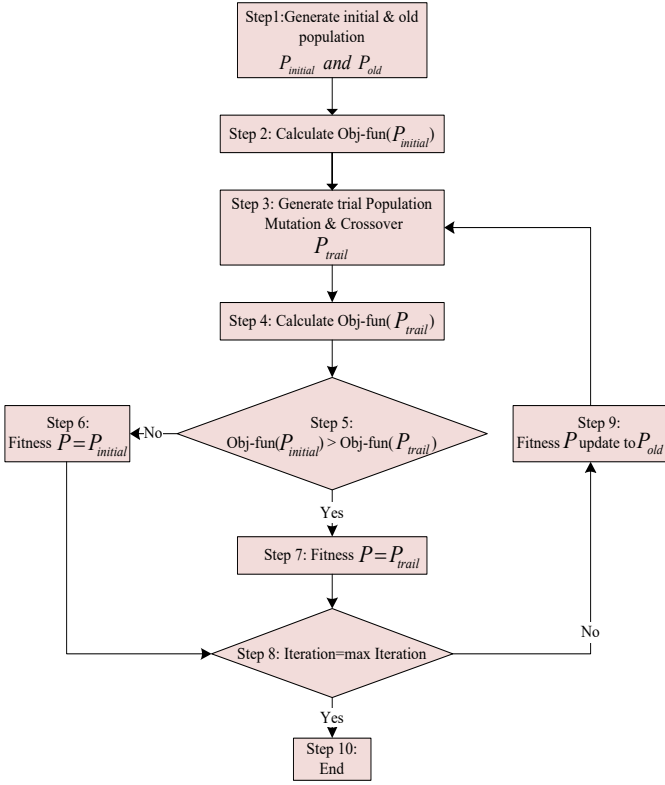 Step1:Generate initial & old
population
P_initial and P_old
Step 2: Calculate Obj-fun(P_initial)
Step 3: Generate trial Population
Mutation & Crossover
P_trail
Step 4: Calculate Obj-fun(P_trail)
Step 5:
Obj-fun(P_initial) > Obj-fun(P_trail)
No
Step 6:
Fitness P=P_initial
Step 9:
Fitness P update to P_old
Yes
Step 7: Fitness P=P_trail
No
Step 8: Iteration=max Iteration
Yes
Step 10:
End